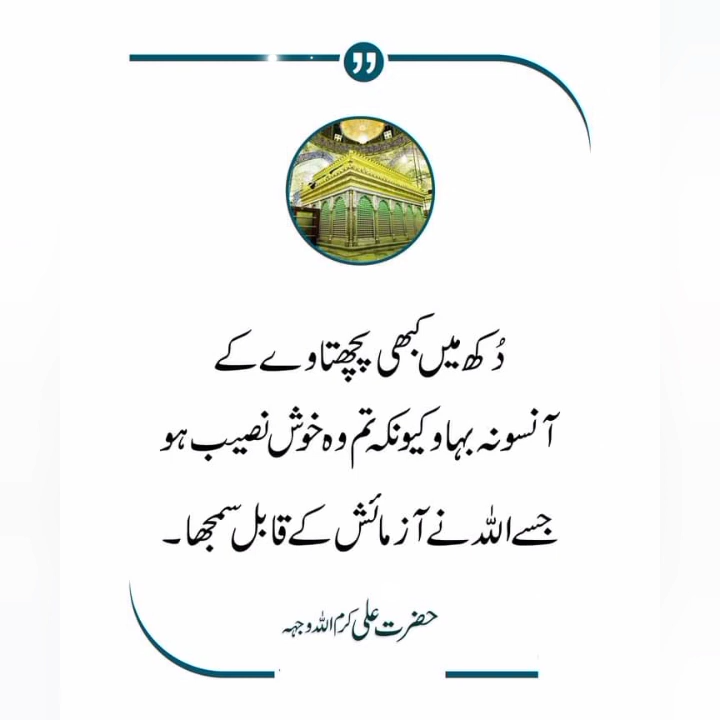 دُکھ میں کبھی پچھتاوے کے
آنسو نہ بہاو کیونکہ تم وہ خوش نصیب ہو
جسے اللہ نے آزمائش کے قابل سمجھا۔
حضرت علی کرم اللہ وجہہ